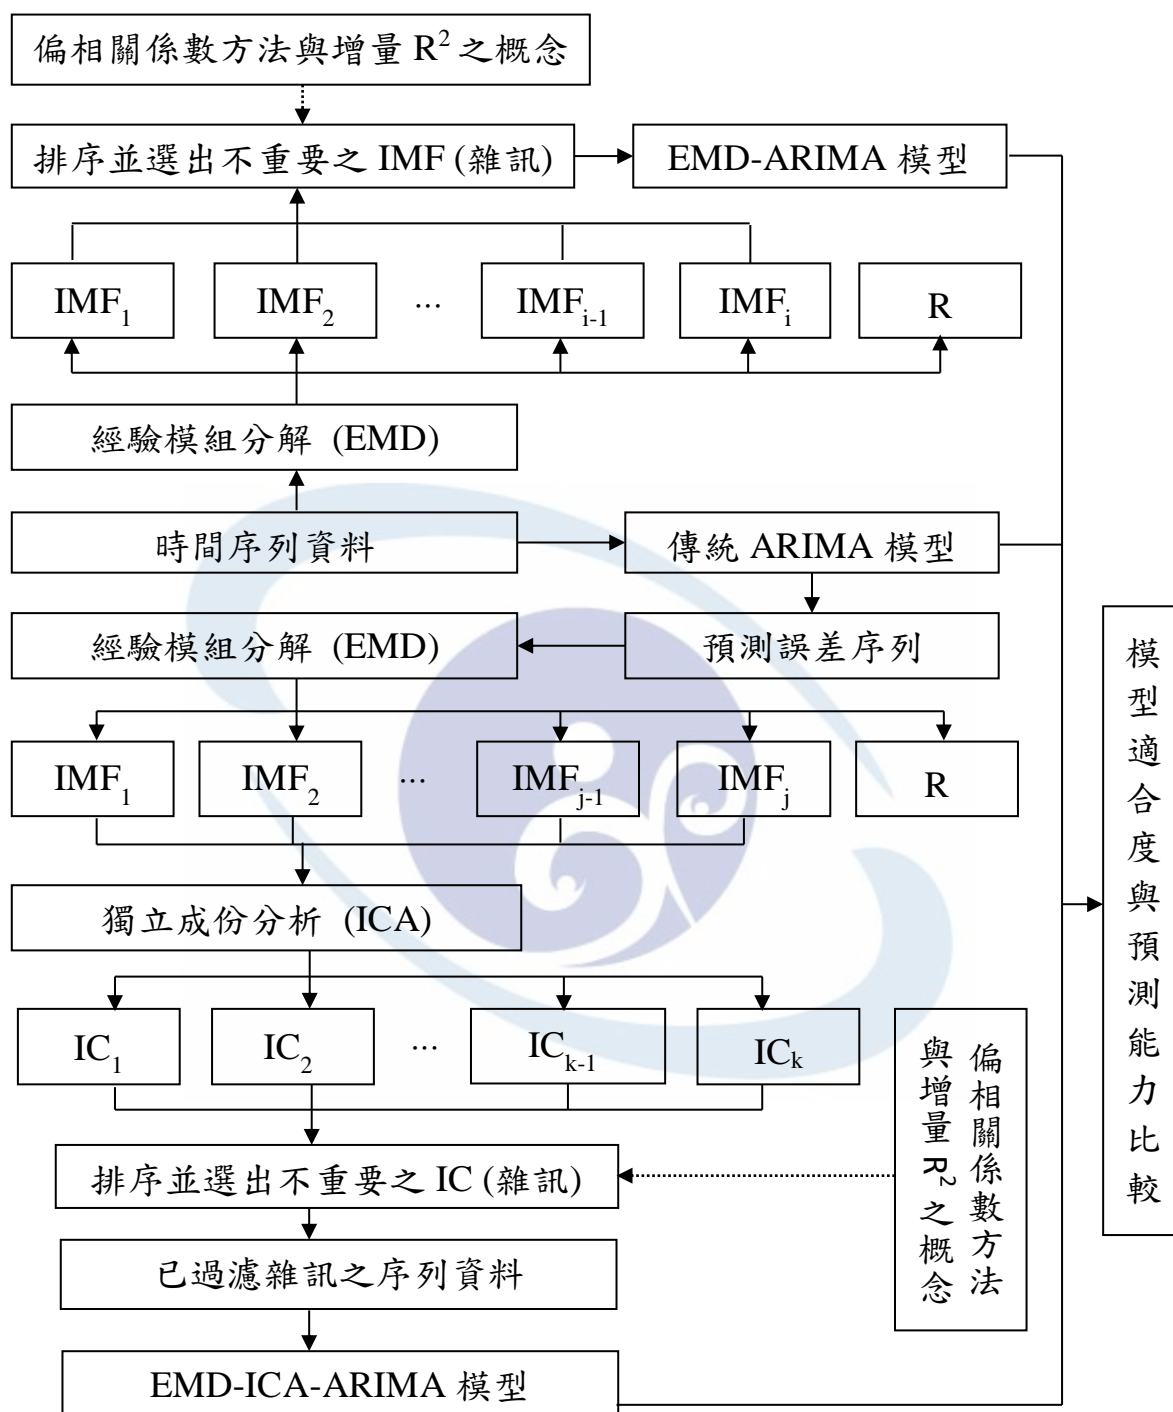 偏相關係數方法與增量 R² 之概念
排序並選出不重要之 IMF (雜訊)
EMD-ARIMA 模型
IMF₁
IMF₂
...
IMFᵢ₋₁
IMFᵢ
R
經驗模組分解 (EMD)
時間序列資料
傳統 ARIMA 模型
經驗模組分解 (EMD)
預測誤差序列
IMF₁
IMF₂
...
IMFⱼ₋₁
IMFⱼ
R
獨立成份分析 (ICA)
IC₁
IC₂
...
ICₖ₋₁
ICₖ
排序並選出不重要之 IC (雜訊)
偏相關係數方法
與增量 R² 之概念
已過濾雜訊之序列資料
EMD-ICA-ARIMA 模型
模型適合度與預測能力比較